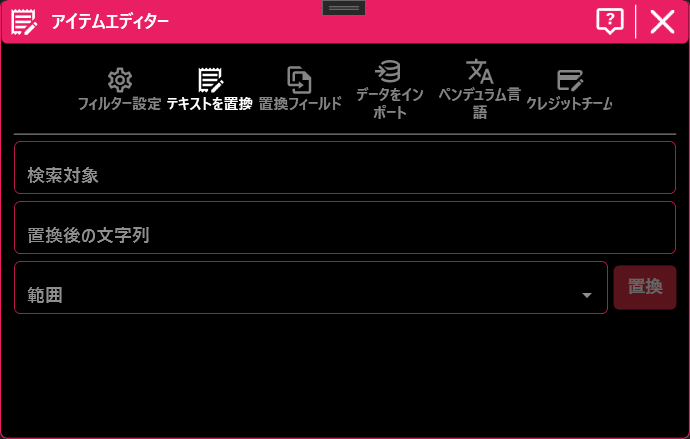 アイテムエディター
フィルター設定
テキストを置換
置換フィールド
データをイン
ポート
ペンデュラム言
語
クレジットチーム
検索対象
置換後の文字列
範囲
置換